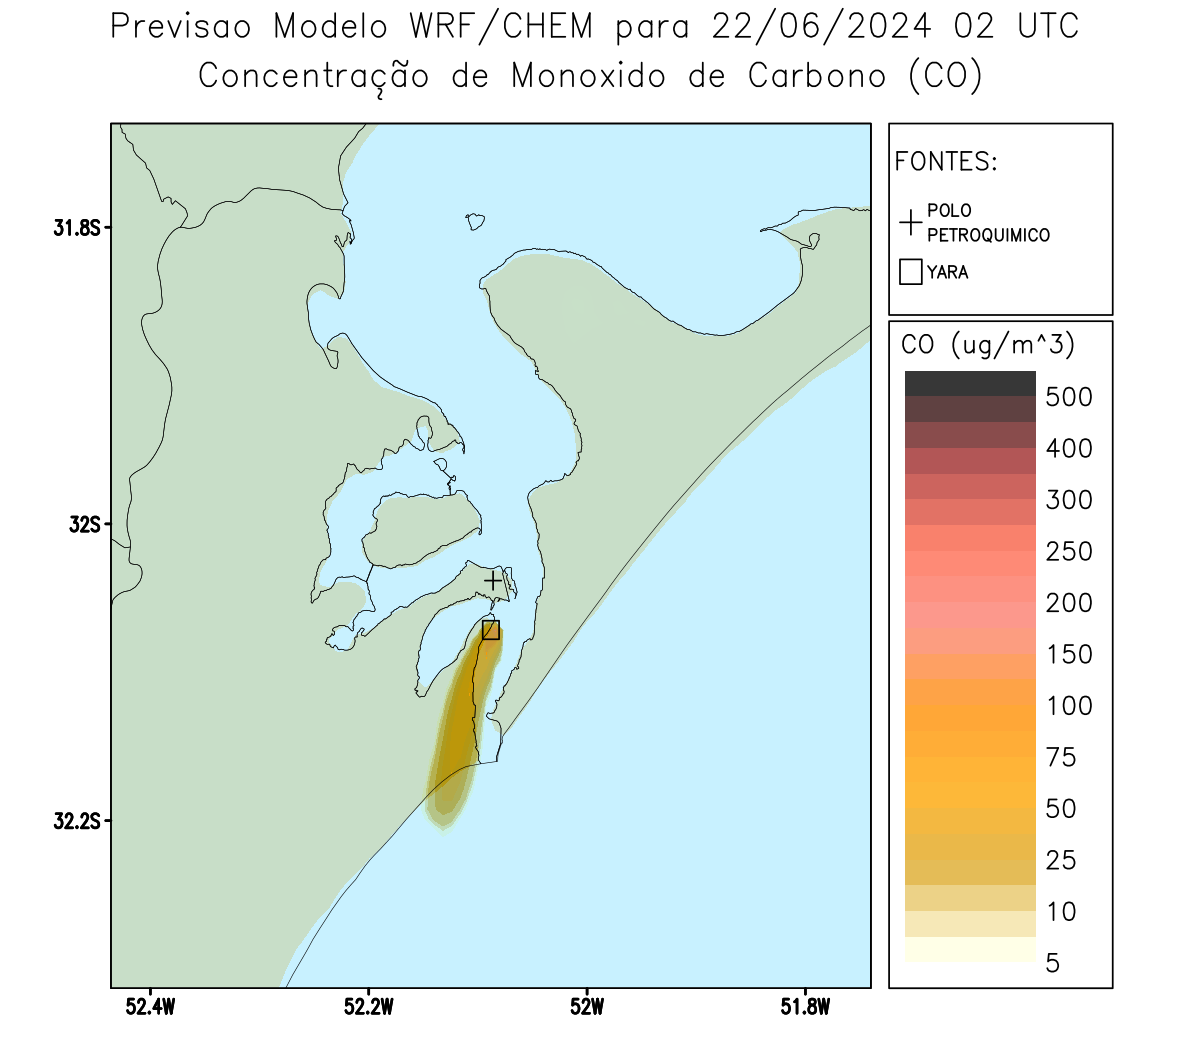 Previsao Modelo WRF/CHEM para 22/06/2024 02 UTC
Concentração de Monoxido de Carbono (CO)
FONTES:
POLO
PETROQUIMICO
YARA
CO (ug/m^3)
500
400
300
250
200
150
100
75
50
25
10
5
31.8S
32S
32.2S
52.4W
52.2W
52W
51.8W